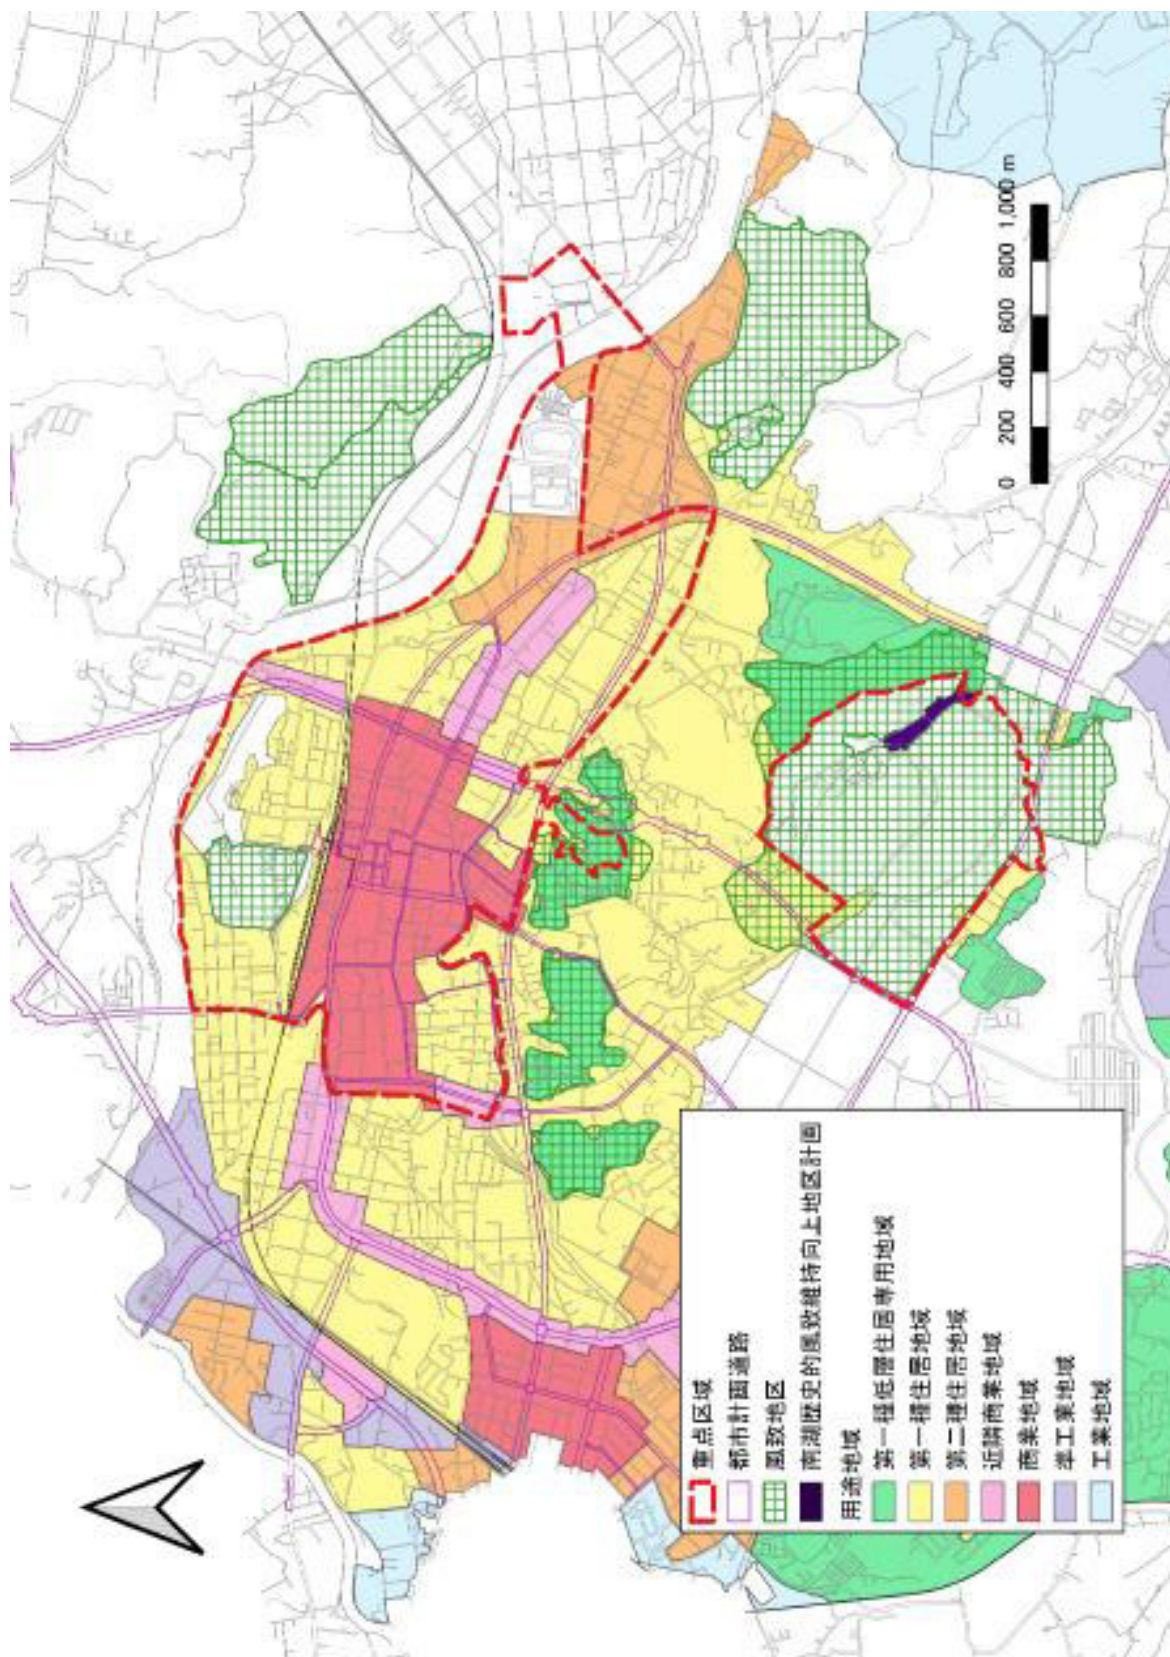 重点区域
都市計画道路
風致地区
南湖歴史的風致維持向上地区計画
用途地域
第一種低層住居専用地域
第一種住居地域
第二種住居地域
近隣商業地域
商業地域
準工業地域
工業地域
0 200 400 600 800 1,000 m